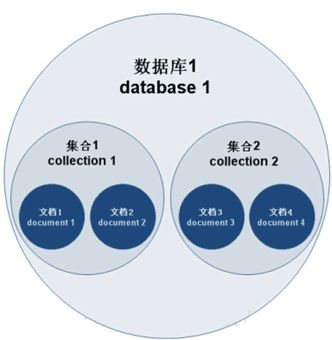 数据库1
database 1
集合1
collection 1
集合2
collection 2
文档1
document 1
文档2
document 2
文档3
document 3
文档4
document 4